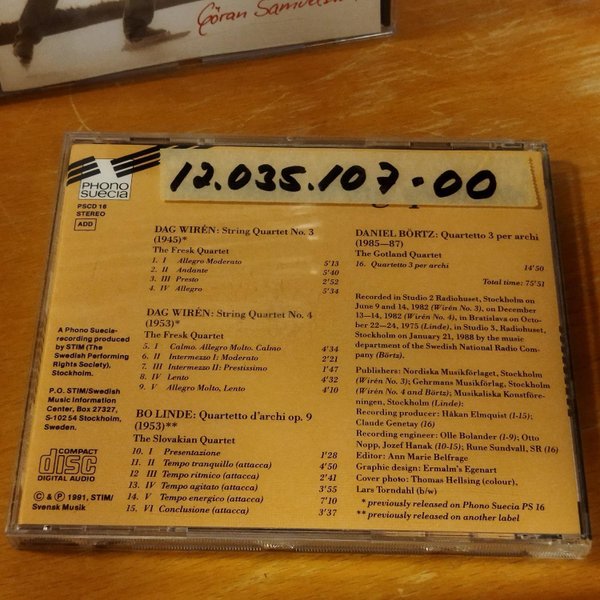 Göran Samuelsson
12.035.107-00
PHONO
SUECIA
PSCD 16
STEREO
ADD
DAG WIRÉN: String Quartet No. 3
(1945)*
The Fresk Quartet
1. I Allegro Moderato 5'13
2. II Andante 5'40
3. III Presto 2'52
4. IV Allegro 5'34
DAG WIRÉN: String Quartet No. 4
(1953)*
The Fresk Quartet
5. I Calmo. Allegro Molto. Calmo 4'34
6. II Intermezzo I: Moderato 2'21
7. III Intermezzo II: Prestissimo 1'47
8. IV Lento 4'32
9. V Allegro Molto, Lento 4'10
BO LINDE: Quartetto d'archi op. 9
(1953)**
The Slovakian Quartet
10. I Presentazione 1'28
11. II Tempo tranquillo (attacca) 4'50
12. III Tempo ritmico (attacca) 2'41
13. IV Tempo agitato (attacca) 3'55
14. V Tempo energico (attacca) 7'10
15. VI Conclusione (attacca) 3'37
A Phono Suecia-
recording produced
by STIM (The
Swedish Performing
Rights Society),
Stockholm.
P.O. STIM/Swedish
Music Information
Center, Box 27327,
S-102 54 Stockholm,
Sweden.
COMPACT
disc
DIGITAL AUDIO
© & ℗ 1991, STIM/
Svensk Musik
DANIEL BÖRTZ: Quartetto 3 per archi
(1985–87)
The Gotland Quartet
16. Quartetto 3 per archi 14'50
Total time: 75'51
Recorded in Studio 2 Radiohuset, Stockholm on
June 9 and 14, 1982 (Wirén No. 3), on December
13—14, 1982 (Wirén No. 4), in Bratislava on Octo-
ber 22—24, 1975 (Linde), in Studio 3, Radiohuset,
Stockholm on January 21, 1988 by the music
department of the Swedish National Radio Com-
pany (Börtz).
Publishers: Nordiska Musikförlaget, Stockholm
(Wirén No. 3); Gehrmans Musikförlag, Stockholm
(Wirén No. 4 and Börtz); Musikaliska Konstföre-
ningen, Stockholm (Linde).
Recording producer: Håkan Elmquist (1-15);
Claude Genetay (16)
Recording engineer: Olle Bolander (1-9); Otto
Nopp, Jozef Hanak (10-15); Rune Sundvall, SR (16)
Editor: Ann Marie Belfrage
Graphic design: Ermalm's Egenart
Cover photo: Thomas Hellsing (colour),
Lars Torndahl (b/w)
* previously released on Phono Suecia PS 16
** previously released on another label